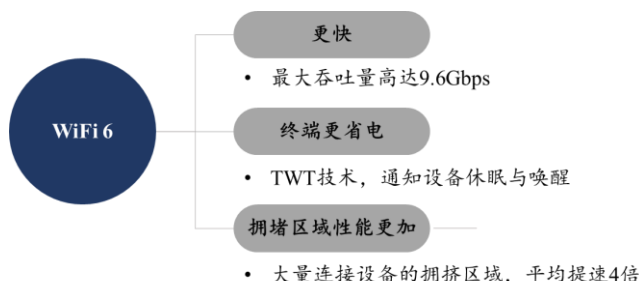 更快
• 最大吞吐量高达9.6Gbps
WiFi 6
终端更省电
• TWT技术，通知设备休眠与唤醒
拥堵区域性能更加
• 大量连接设备的拥挤区域，平均提速4倍